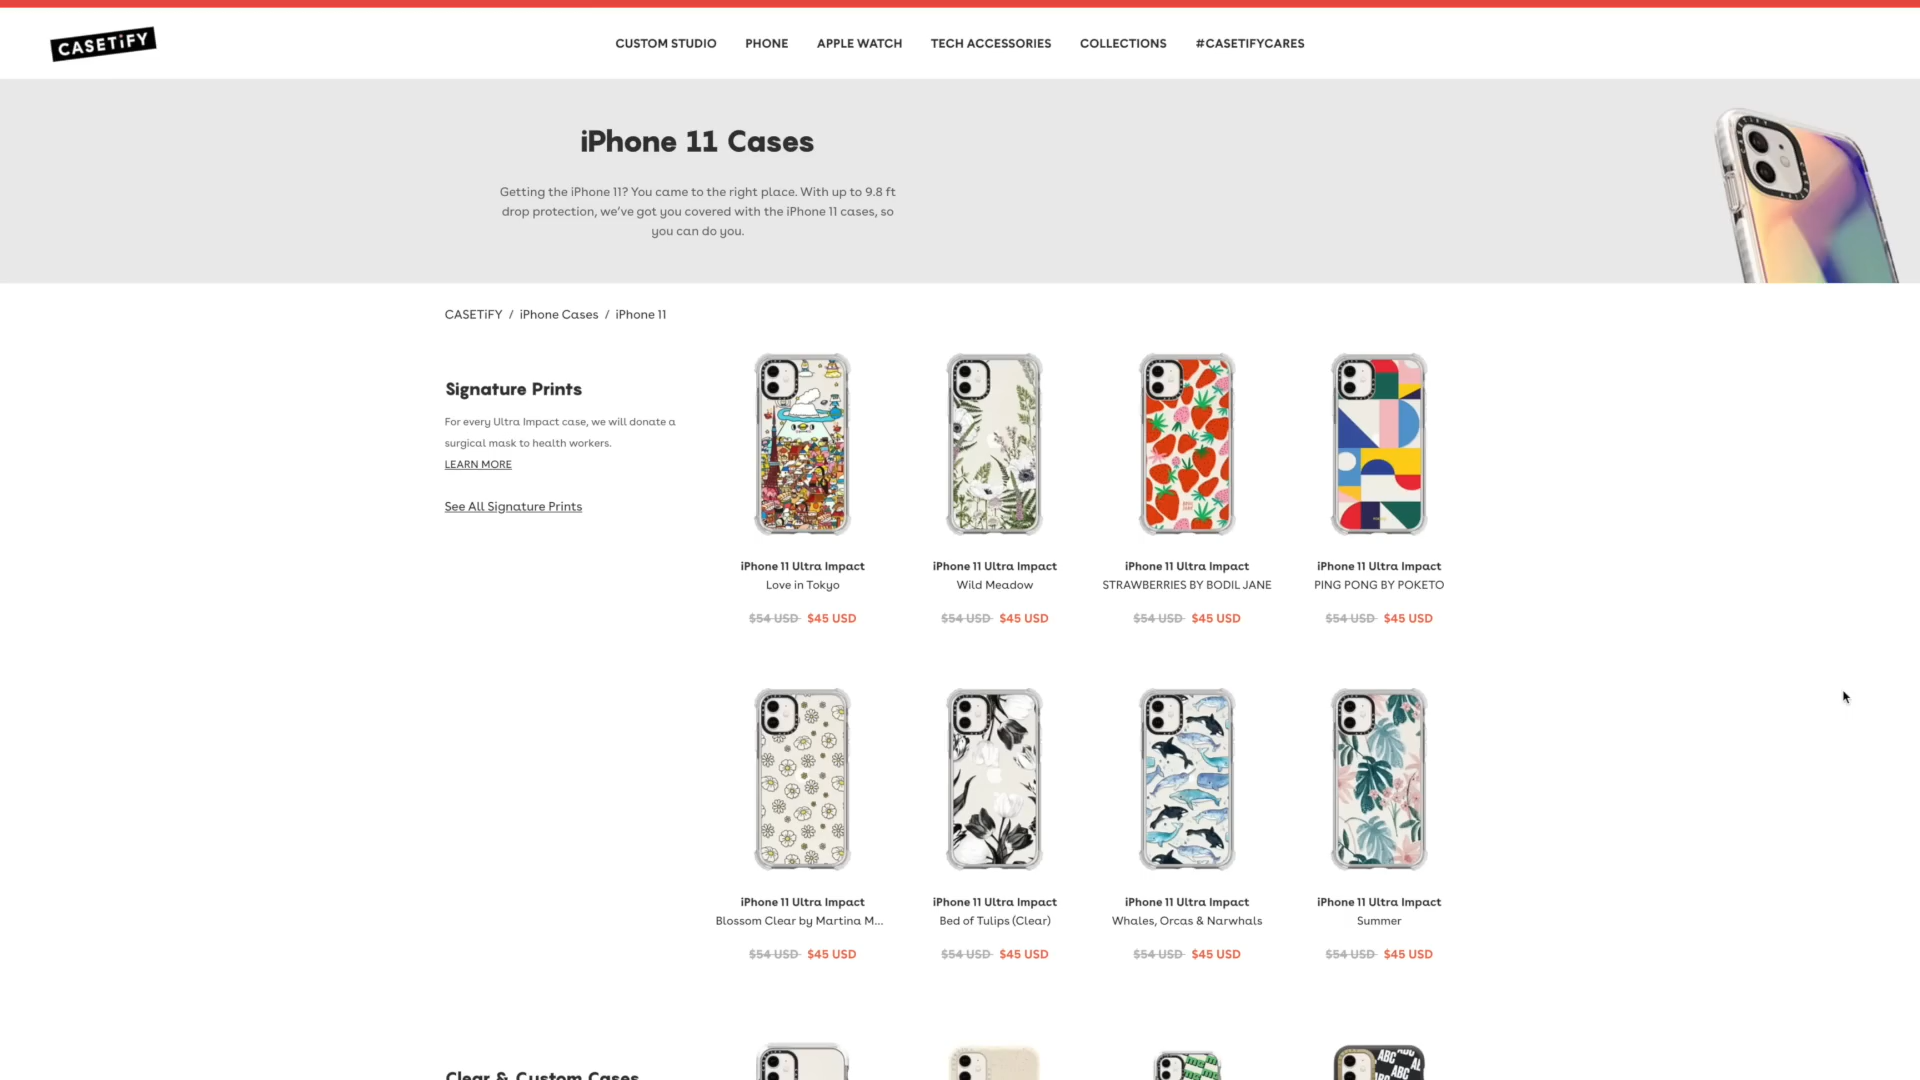 CASETiFY
CUSTOM STUDIO PHONE APPLE WATCH TECH ACCESSORIES COLLECTIONS #CASETIFYCARES
iPhone 11 Cases
Getting the iPhone 11? You came to the right place. With up to 9.8 ft
drop protection, we've got you covered with the iPhone 11 cases, so
you can do you.
CASETiFY / iPhone Cases / iPhone 11
Signature Prints
For every Ultra Impact case, we will donate a
surgical mask to health workers.
LEARN MORE
See All Signature Prints
iPhone 11 Ultra Impact
Love in Tokyo
$54 USD $45 USD
iPhone 11 Ultra Impact
Wild Meadow
$54 USD $45 USD
iPhone 11 Ultra Impact
STRAWBERRIES BY BODIL JANE
$54 USD $45 USD
iPhone 11 Ultra Impact
PING PONG BY POKETO
$54 USD $45 USD
iPhone 11 Ultra Impact
Blossom Clear by Martina M...
$54 USD $45 USD
iPhone 11 Ultra Impact
Bed of Tulips (Clear)
$54 USD $45 USD
iPhone 11 Ultra Impact
Whales, Orcas & Narwhals
$54 USD $45 USD
iPhone 11 Ultra Impact
Summer
$54 USD $45 USD
Clear & Custom Cases
ABC
ABC